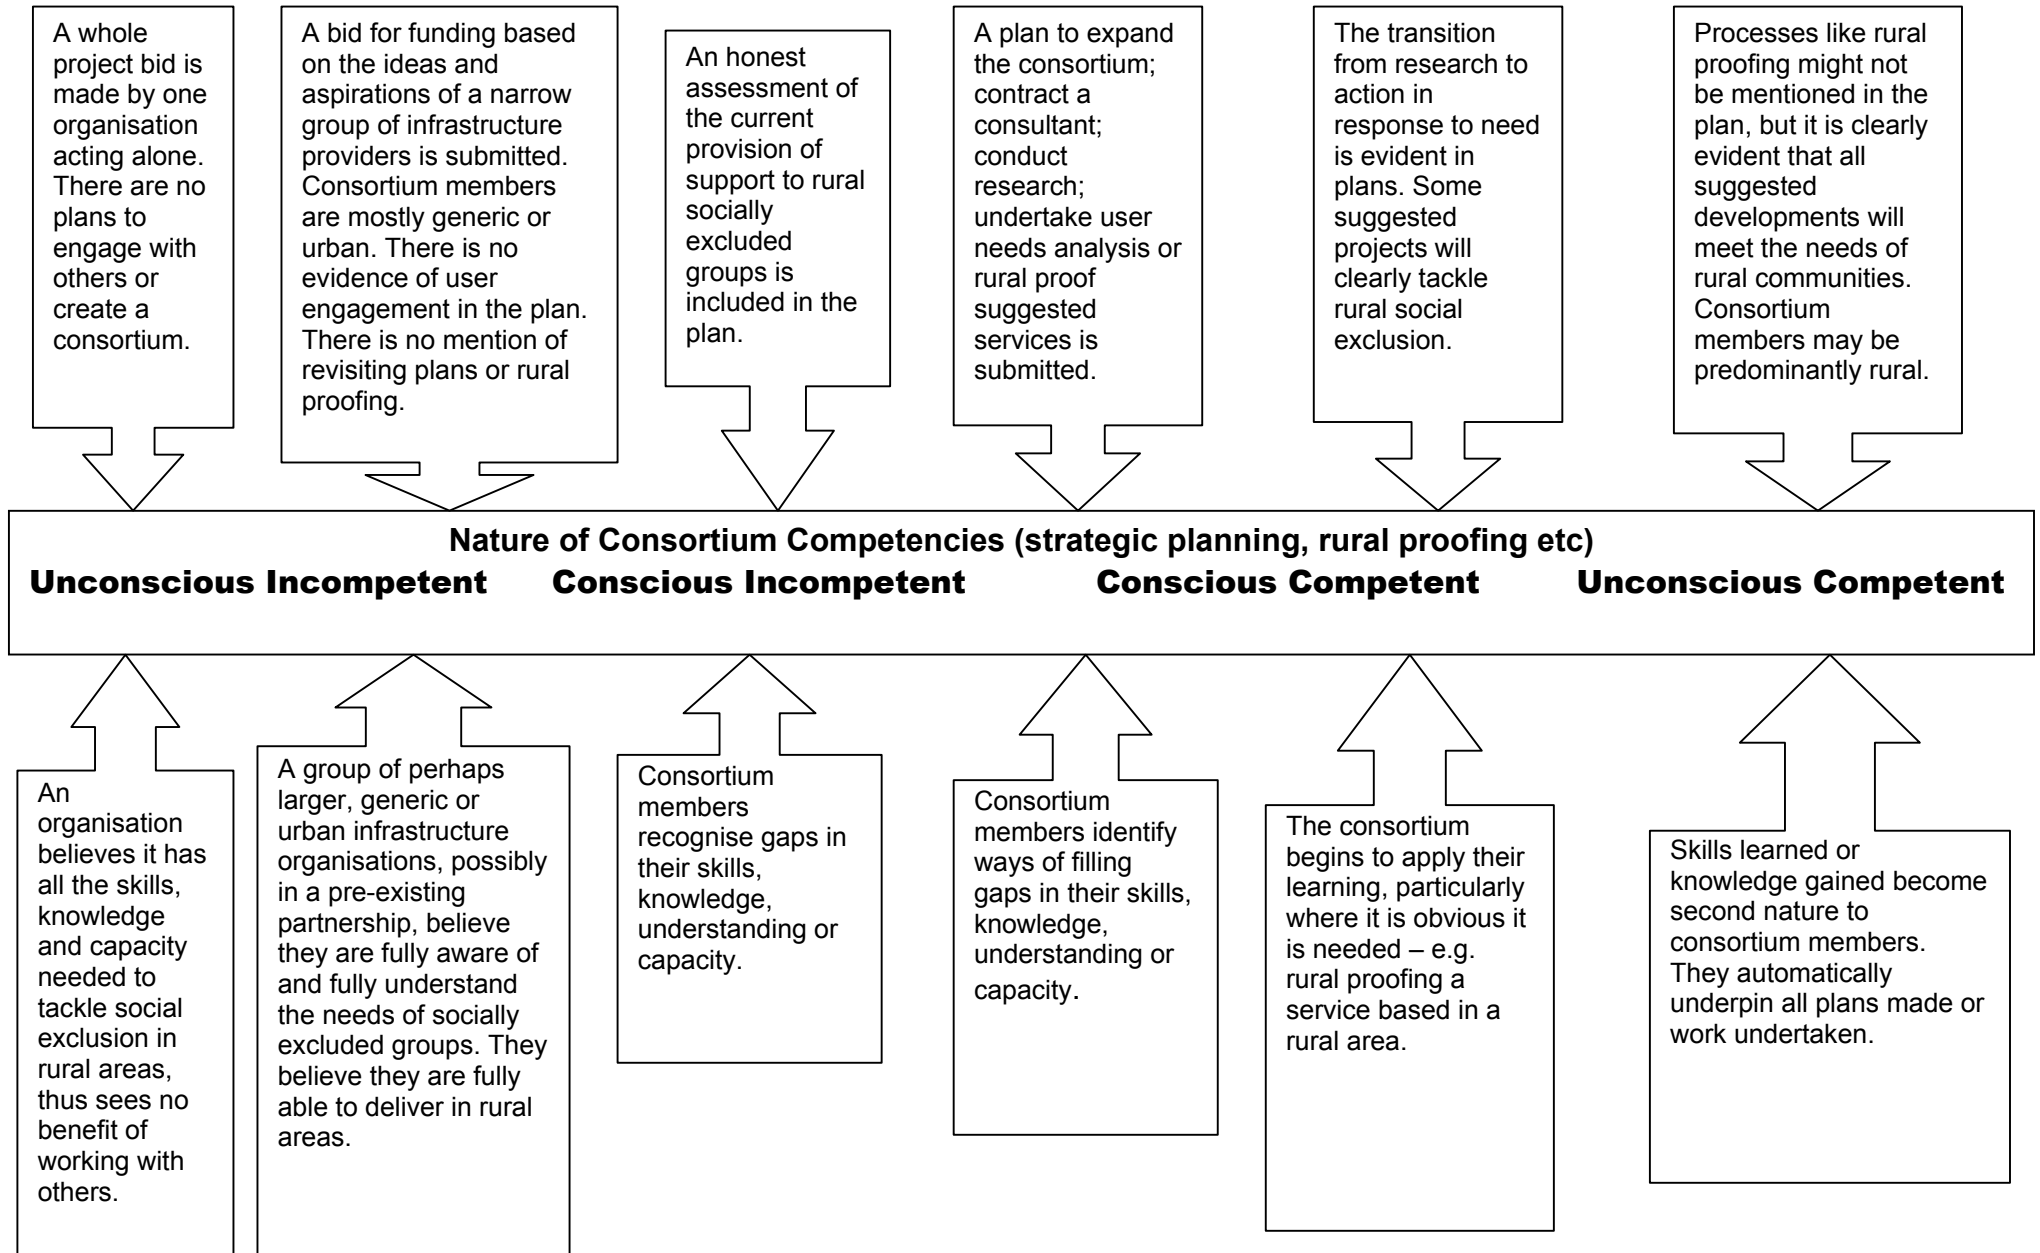 A whole
project bid is
made by one
organisation
acting alone.
There are no
plans to
engage with
others or
create a
consortium.
A bid for funding based
on the ideas and
aspirations of a narrow
group of infrastructure
providers is submitted.
Consortium members
are mostly generic or
urban. There is no
evidence of user
engagement in the plan.
There is no mention of
revisiting plans or rural
proofing.
An honest
assessment of
the current
provision of
support to rural
socially
excluded
groups is
included in the
plan.
A plan to expand
the consortium;
contract a
consultant;
conduct
research;
undertake user
needs analysis or
rural proof
suggested
services is
submitted.
The transition
from research to
action in
response to need
is evident in
plans. Some
suggested
projects will
clearly tackle
rural social
exclusion.
Processes like rural
proofing might not
be mentioned in the
plan, but it is clearly
evident that all
suggested
developments will
meet the needs of
rural communities.
Consortium
members may be
predominantly rural.
Nature of Consortium Competencies (strategic planning, rural proofing etc)
Unconscious Incompetent Conscious Incompetent Conscious Competent Unconscious Competent
An
organisation
believes it has
all the skills,
knowledge
and capacity
needed to
tackle social
exclusion in
rural areas,
thus sees no
benefit of
working with
others.
A group of perhaps
larger, generic or
urban infrastructure
organisations, possibly
in a pre-existing
partnership, believe
they are fully aware of
and fully understand
the needs of socially
excluded groups. They
believe they are fully
able to deliver in rural
areas.
Consortium
members
recognise gaps in
their skills,
knowledge,
understanding or
capacity.
Consortium
members identify
ways of filling
gaps in their skills,
knowledge,
understanding or
capacity.
The consortium
begins to apply their
learning, particularly
where it is obvious it
is needed – e.g.
rural proofing a
service based in a
rural area.
Skills learned or
knowledge gained become
second nature to
consortium members.
They automatically
underpin all plans made or
work undertaken.